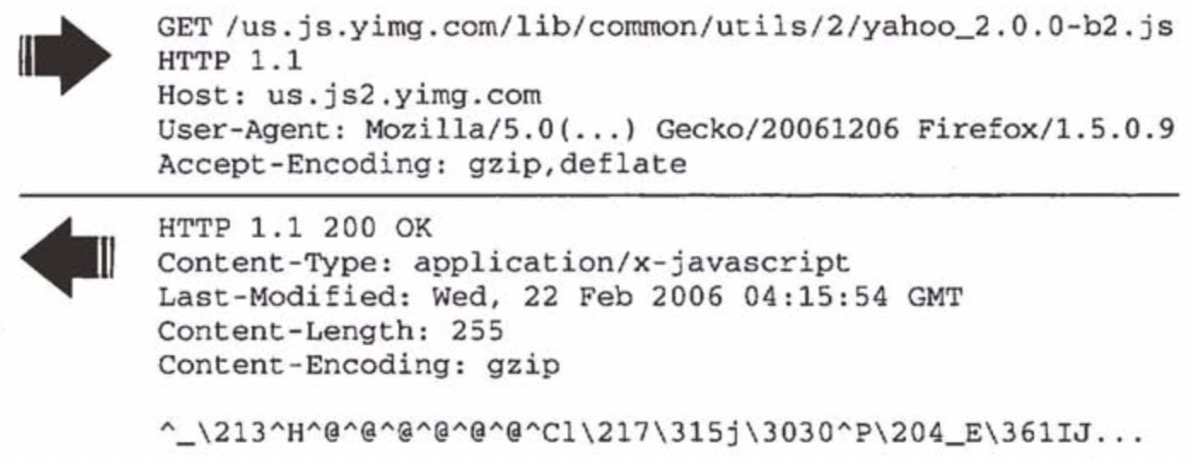 GET /us.js.yimg.com/lib/common/utils/2/yahoo_2.0.0-b2.js
HTTP 1.1
Host: us.js2.yimg.com
User-Agent: Mozilla/5.0(...) Gecko/20061206 Firefox/1.5.0.9
Accept-Encoding: gzip,deflate
HTTP 1.1 200 OK
Content-Type: application/x-javascript
Last-Modified: Wed, 22 Feb 2006 04:15:54 GMT
Content-Length: 255
Content-Encoding: gzip
^_\213^H^@^@^@^@^@^@^Cl\217\315j\3030^P\204_E\361IJ...